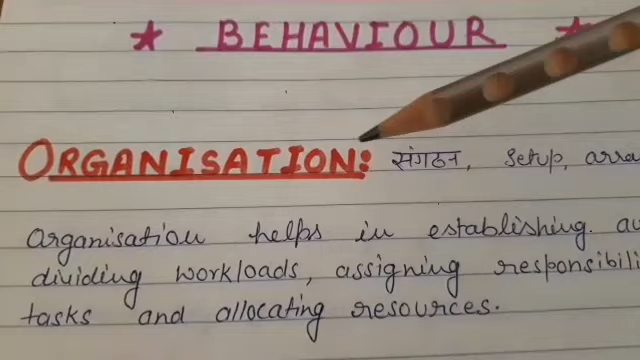 ★ BEHAVIOUR ★
ORGANISATION: संगठन, setup,
Organisation helps in establishing
dividing workloads, assigning
tasks and allocating resources.